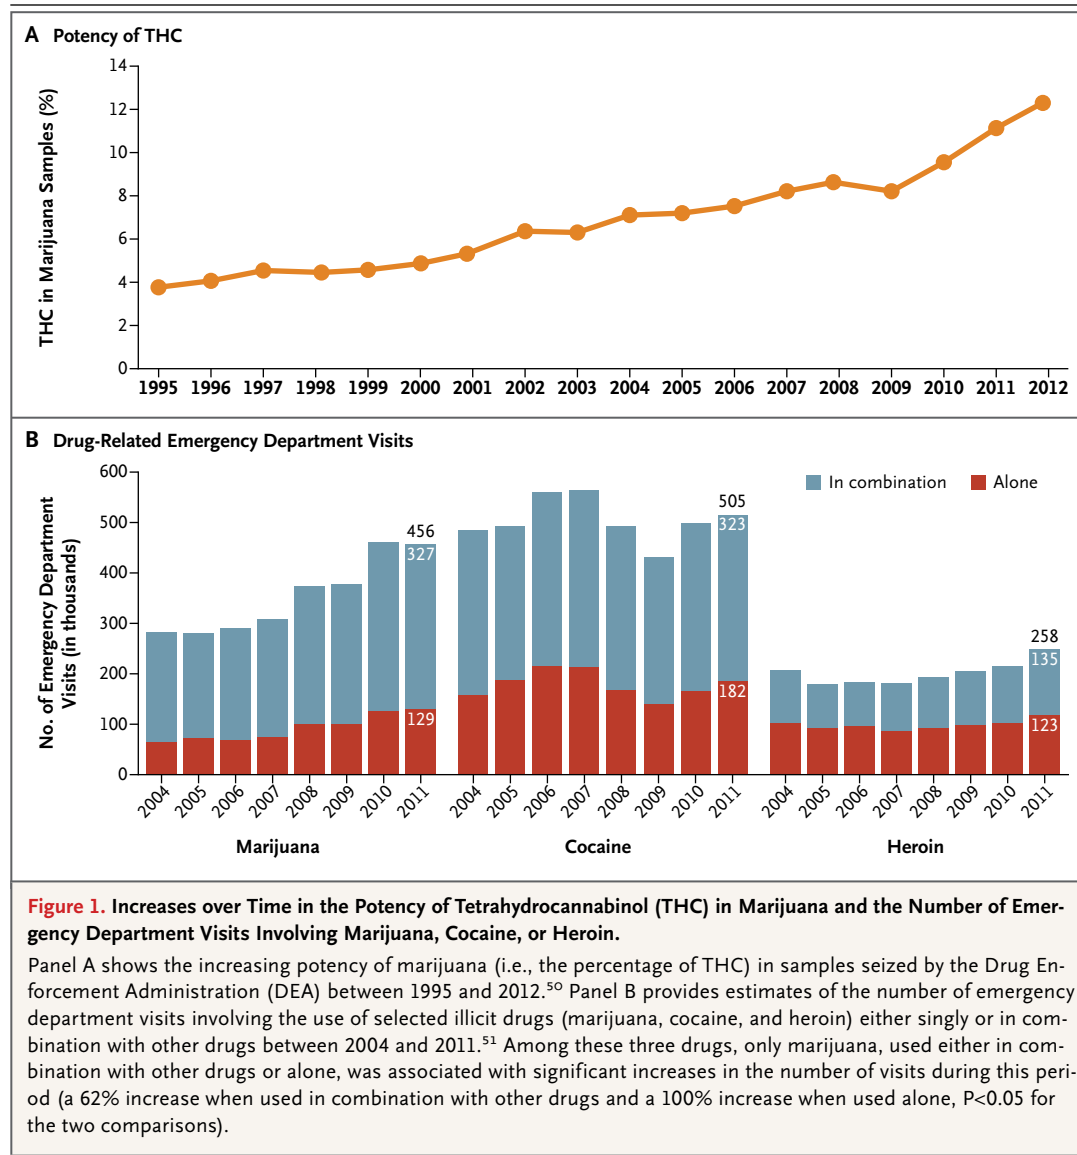 A Potency of THC
THC in Marijuana Samples (%)
14
12
10
8
6
4
2
0
1995 1996 1997 1998 1999 2000 2001 2002 2003 2004 2005 2006 2007 2008 2009 2010 2011 2012
B Drug-Related Emergency Department Visits
No. of Emergency Department
Visits (in thousands)
600
500
400
300
200
100
0
In combination Alone
456
327
129
505
323
182
258
135
123
2004 2005 2006 2007 2008 2009 2010 2011 2004 2005 2006 2007 2008 2009 2010 2011 2004 2005 2006 2007 2008 2009 2010 2011
Marijuana Cocaine Heroin
Figure 1. Increases over Time in the Potency of Tetrahydrocannabinol (THC) in Marijuana and the Number of Emer-
gency Department Visits Involving Marijuana, Cocaine, or Heroin.
Panel A shows the increasing potency of marijuana (i.e., the percentage of THC) in samples seized by the Drug En-
forcement Administration (DEA) between 1995 and 2012.⁵⁰ Panel B provides estimates of the number of emergency
department visits involving the use of selected illicit drugs (marijuana, cocaine, and heroin) either singly or in com-
bination with other drugs between 2004 and 2011.⁵¹ Among these three drugs, only marijuana, used either in com-
bination with other drugs or alone, was associated with significant increases in the number of visits during this peri-
od (a 62% increase when used in combination with other drugs and a 100% increase when used alone, P<0.05 for
the two comparisons).